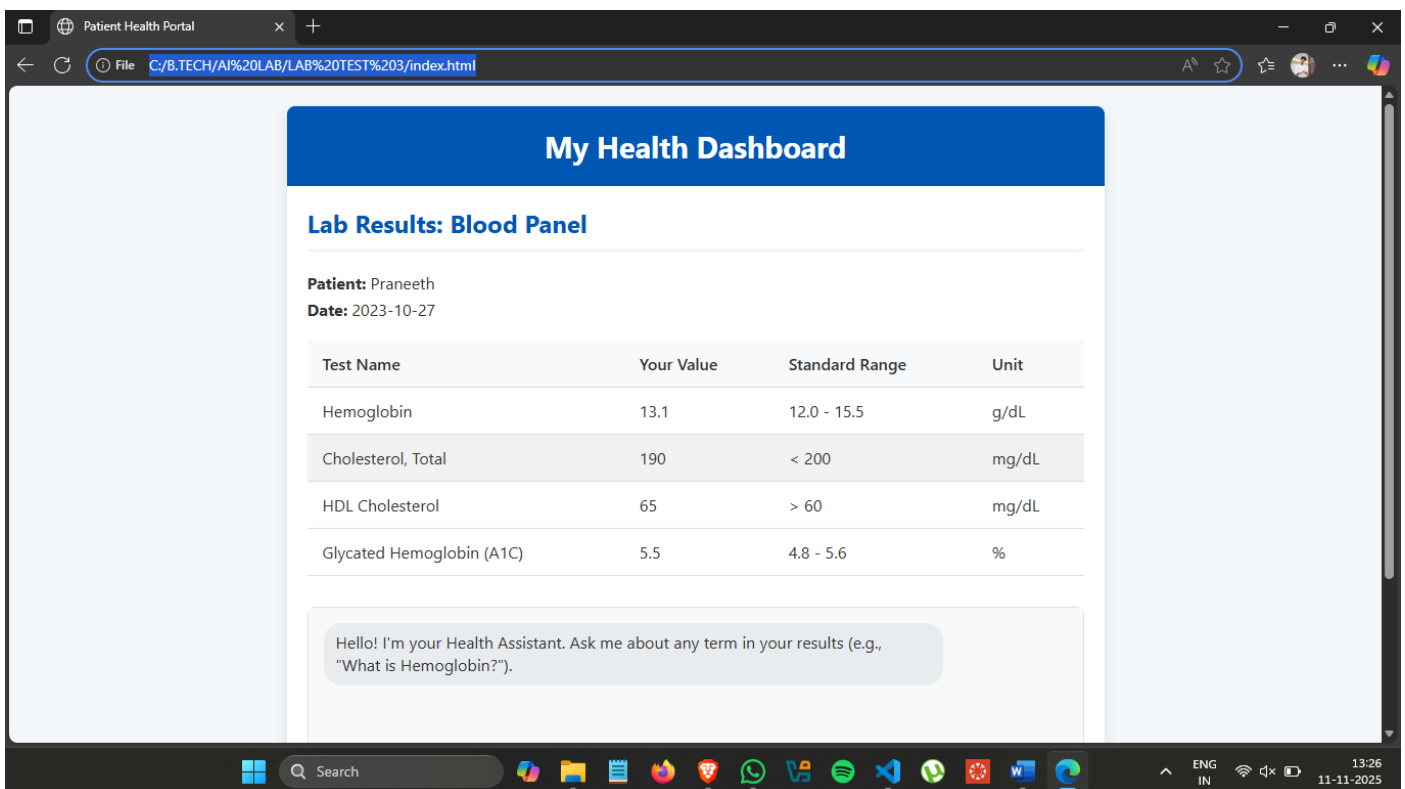 Patient Health Portal
File C:/B.TECH/AI%20LAB/LAB%20TEST%203/index.html
My Health Dashboard
Lab Results: Blood Panel
Patient: Praneeth
Date: 2023-10-27
Test Name Your Value Standard Range Unit
Hemoglobin 13.1 12.0 - 15.5 g/dL
Cholesterol, Total 190 < 200 mg/dL
HDL Cholesterol 65 > 60 mg/dL
Glycated Hemoglobin (A1C) 5.5 4.8 - 5.6 %
Hello! I'm your Health Assistant. Ask me about any term in your results (e.g.,
"What is Hemoglobin?").
Search
ENG
IN
13:26
11-11-2025